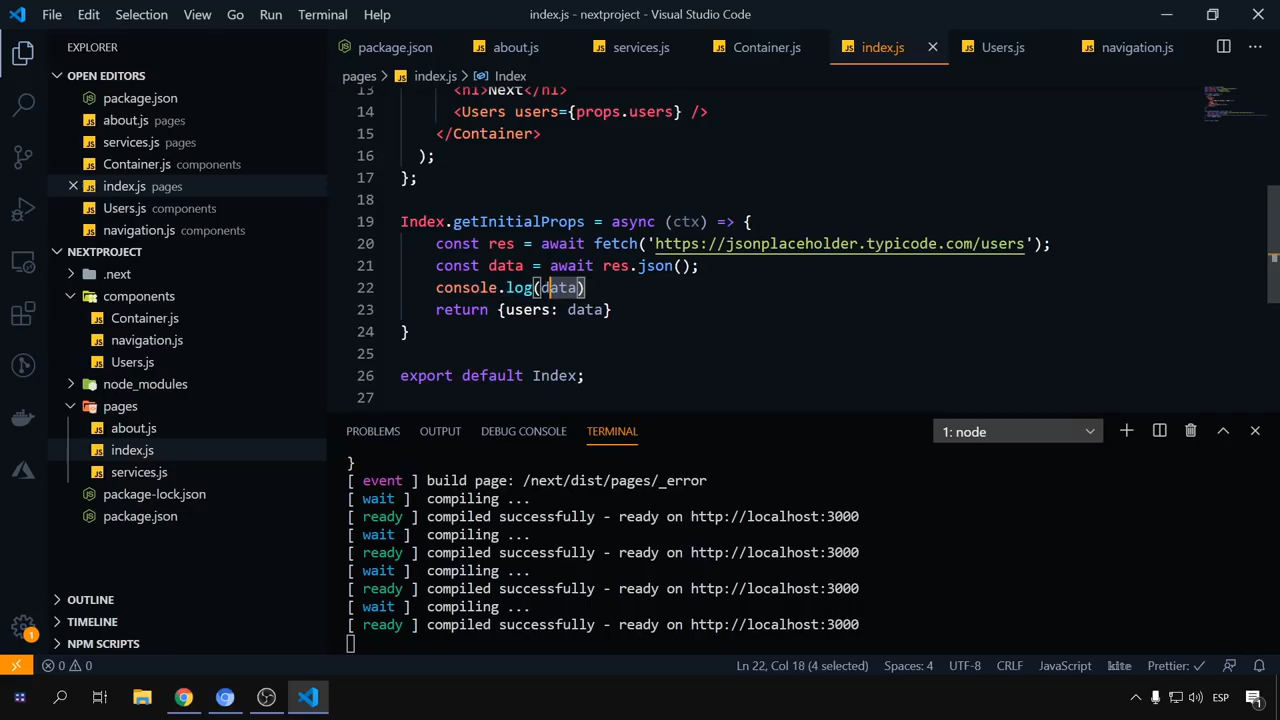 File Edit Selection View Go Run Terminal Help index.js - nextproject - Visual Studio Code
EXPLORER
OPEN EDITORS
package.json
about.js pages
services.js pages
Container.js components
index.js pages
Users.js components
navigation.js components
NEXTPROJECT
.next
components
Container.js
navigation.js
Users.js
node_modules
pages
about.js
index.js
services.js
package-lock.json
package.json
OUTLINE
TIMELINE
NPM SCRIPTS
package.json about.js services.js Container.js index.js Users.js navigation.js
pages > index.js > Index
13 <h1>Next</h1>
14 <Users users={props.users} />
15 </Container>
16 );
17 };
18
19 Index.getInitialProps = async (ctx) => {
20 const res = await fetch('https://jsonplaceholder.typicode.com/users');
21 const data = await res.json();
22 console.log(data)
23 return {users: data}
24 }
25
26 export default Index;
27
PROBLEMS OUTPUT DEBUG CONSOLE TERMINAL 1: node
}
[ event ] build page: /next/dist/pages/_error
[ wait ] compiling ...
[ ready ] compiled successfully - ready on http://localhost:3000
[ wait ] compiling ...
[ ready ] compiled successfully - ready on http://localhost:3000
[ wait ] compiling ...
[ ready ] compiled successfully - ready on http://localhost:3000
[ wait ] compiling ...
[ ready ] compiled successfully - ready on http://localhost:3000
1
0 0 Ln 22, Col 18 (4 selected) Spaces: 4 UTF-8 CRLF JavaScript kite Prettier: ✓
ESP 1